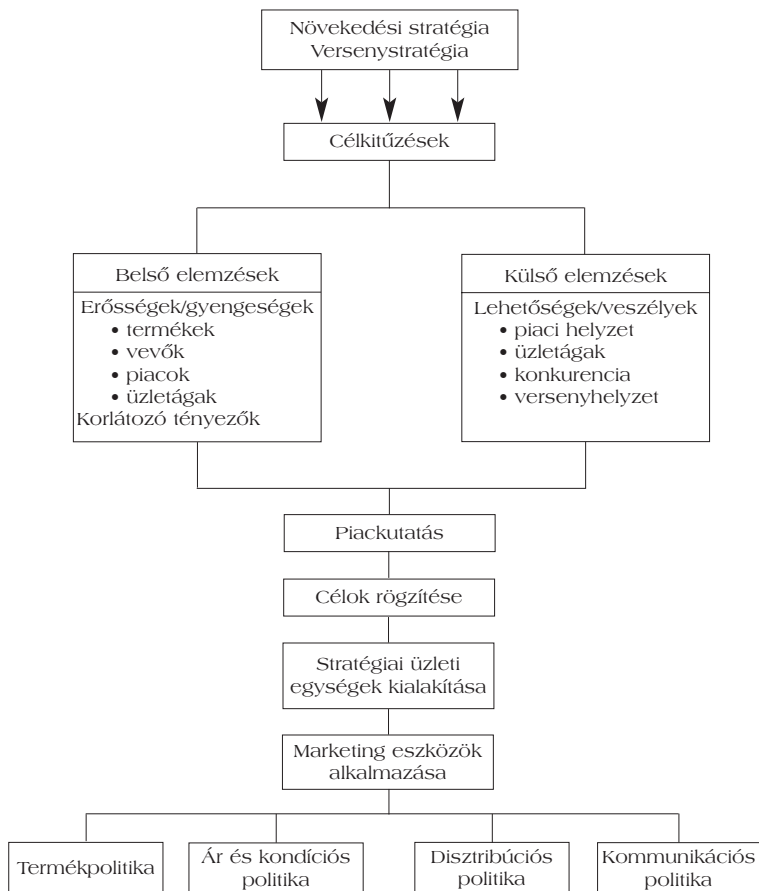 Növekedési stratégia
Versenystratégia
Célkitűzések
Belső elemzések
Erősségek/gyengeségek
• termékek
• vevők
• piacok
• üzletágak
Korlátozó tényezők
Külső elemzések
Lehetőségek/veszélyek
• piaci helyzet
• üzletágak
• konkurencia
• versenyhelyzet
Piackutatás
Célok rögzítése
Stratégiai üzleti
egységek kialakítása
Marketing eszközök
alkalmazása
Termékpolitika
Ár és kondíciós
politika
Disztribúciós
politika
Kommunikációs
politika